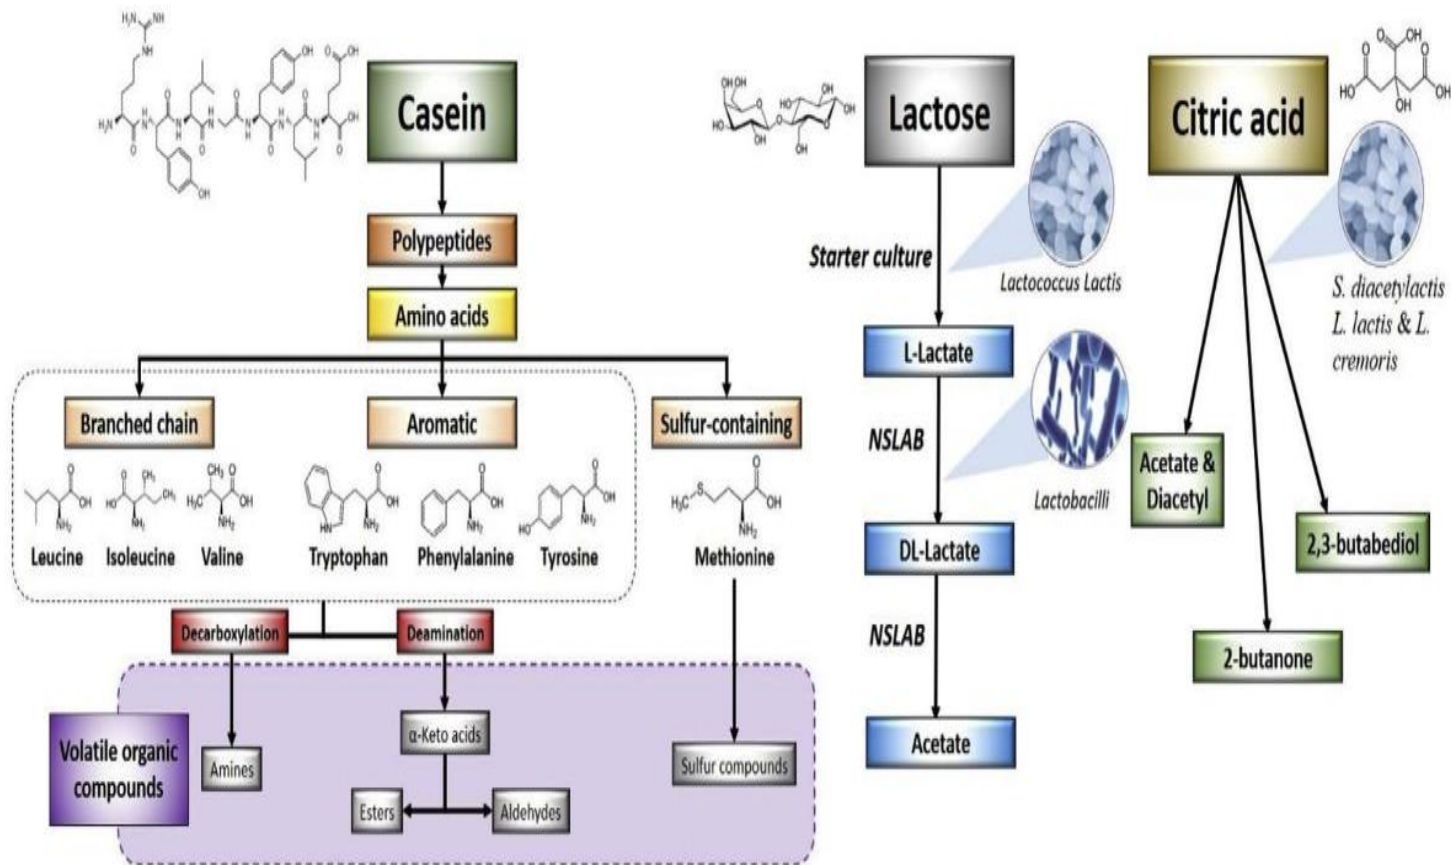 Casein
Polypeptides
Amino acids
Branched chain
Aromatic
Sulfur-containing
Leucine
Isoleucine
Valine
Tryptophan
Phenylalanine
Tyrosine
Methionine
Decarboxylation
Deamination
Volatile organic
compounds
Amines
α-Keto acids
Esters
Aldehydes
Sulfur compounds
Lactose
Starter culture
Lactococcus Lactis
L-Lactate
NSLAB
Lactobacilli
DL-Lactate
NSLAB
Acetate
Citric acid
S. diacetylactis
L. lactis & L.
cremoris
Acetate &
Diacetyl
2,3-butabediol
2-butanone